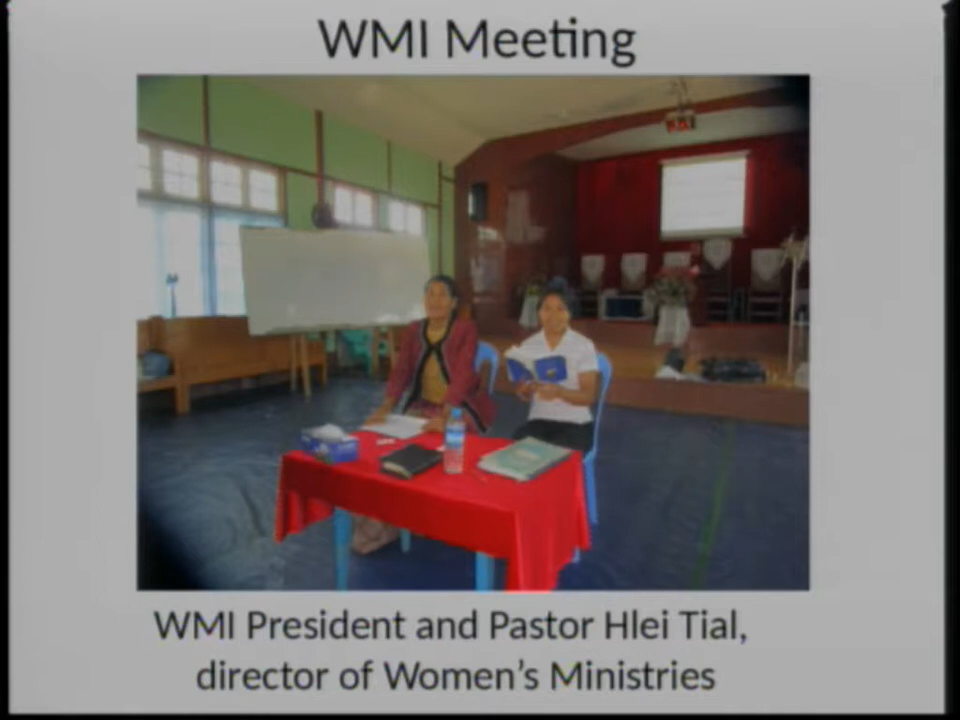 WMI Meeting
WMI President and Pastor Hlei Tial,
director of Women's Ministries